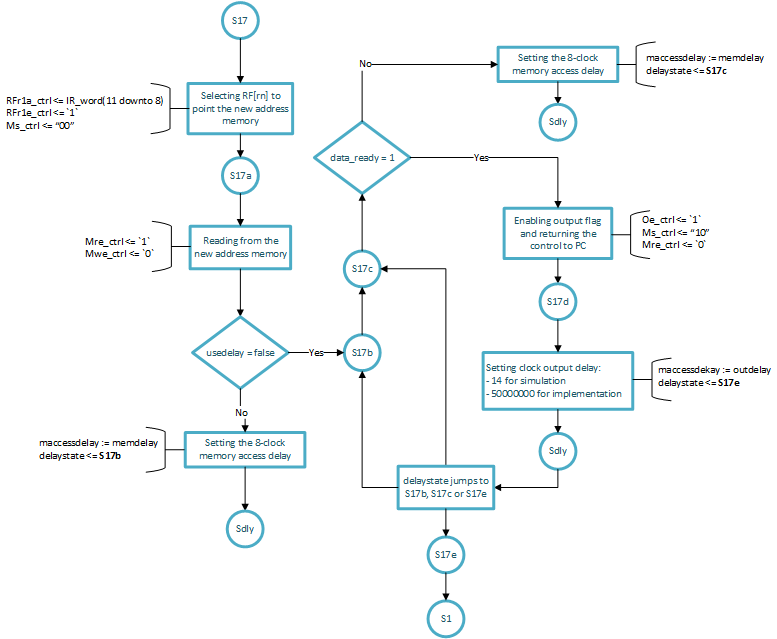 S17
Selecting RF[rn] to
point the new address
memory
RFr1a_ctrl <= IR_word(11 downto 8)
RFr1e_ctrl <= `1`
Ms_ctrl <= “00”
S17a
Reading from the
new address memory
Mre_ctrl <= `1`
Mwe_ctrl <= `0`
usedelay = false
Yes
No
Setting the 8-clock
memory access delay
maccessdelay := memdelay
delaystate <= S17b
Sdly
S17b
S17c
data_ready = 1
No
Setting the 8-clock
memory access delay
maccessdelay := memdelay
delaystate <= S17c
Sdly
Yes
Enabling output flag
and returning the
control to PC
Oe_ctrl <= `1`
Ms_ctrl <= “10”
Mre_ctrl <= `0`
S17d
Setting clock output delay:
- 14 for simulation
- 50000000 for implementation
maccessdekay := outdelay
delaystate <= S17e
Sdly
delaystate jumps to
S17b, S17c or S17e
S17e
S1